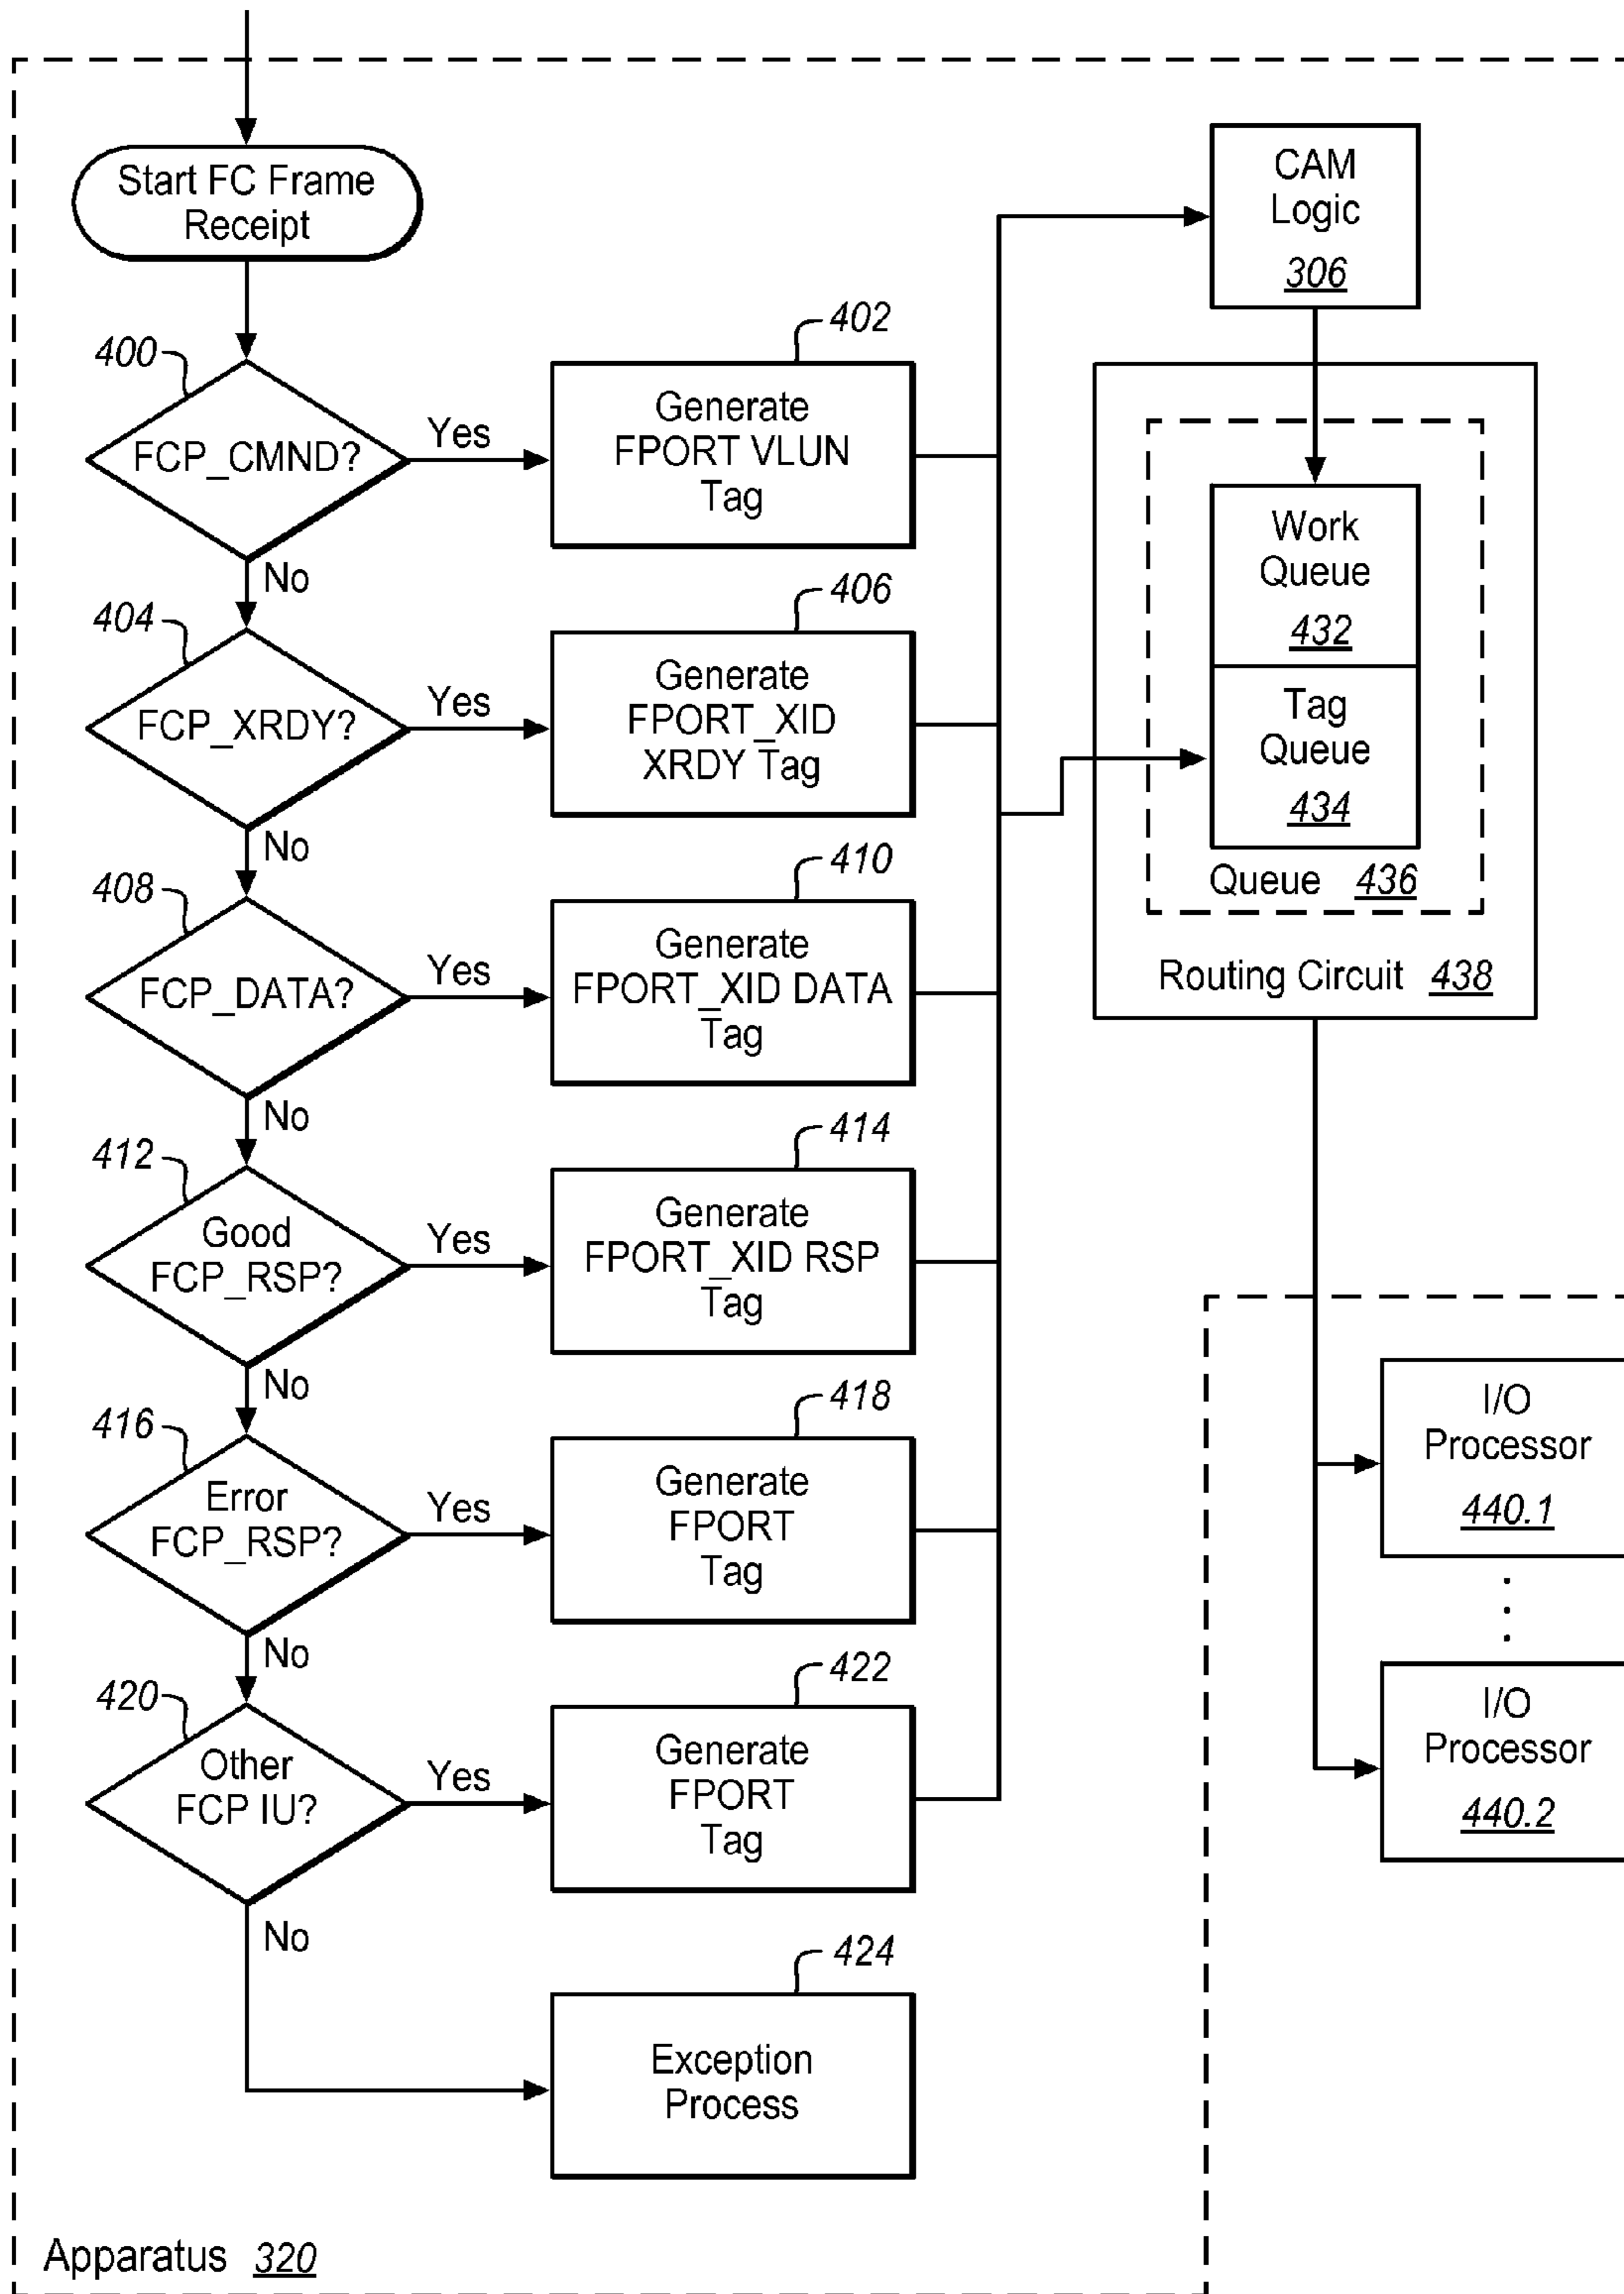 Start FC Frame
Receipt
400
FCP_CMND?
Yes
No
402
Generate
FPORT VLUN
Tag
404
FCP_XRDY?
Yes
No
406
Generate
FPORT_XID
XRDY Tag
408
FCP_DATA?
Yes
No
410
Generate
FPORT_XID DATA
Tag
412
Good
FCP_RSP?
Yes
No
414
Generate
FPORT_XID RSP
Tag
416
Error
FCP_RSP?
Yes
No
418
Generate
FPORT
Tag
420
Other
FCP IU?
Yes
No
422
Generate
FPORT
Tag
424
Exception
Process
CAM
Logic
306
Work
Queue
432
Tag
Queue
434
Queue 436
Routing Circuit 438
I/O
Processor
440.1
I/O
Processor
440.2
Apparatus 320